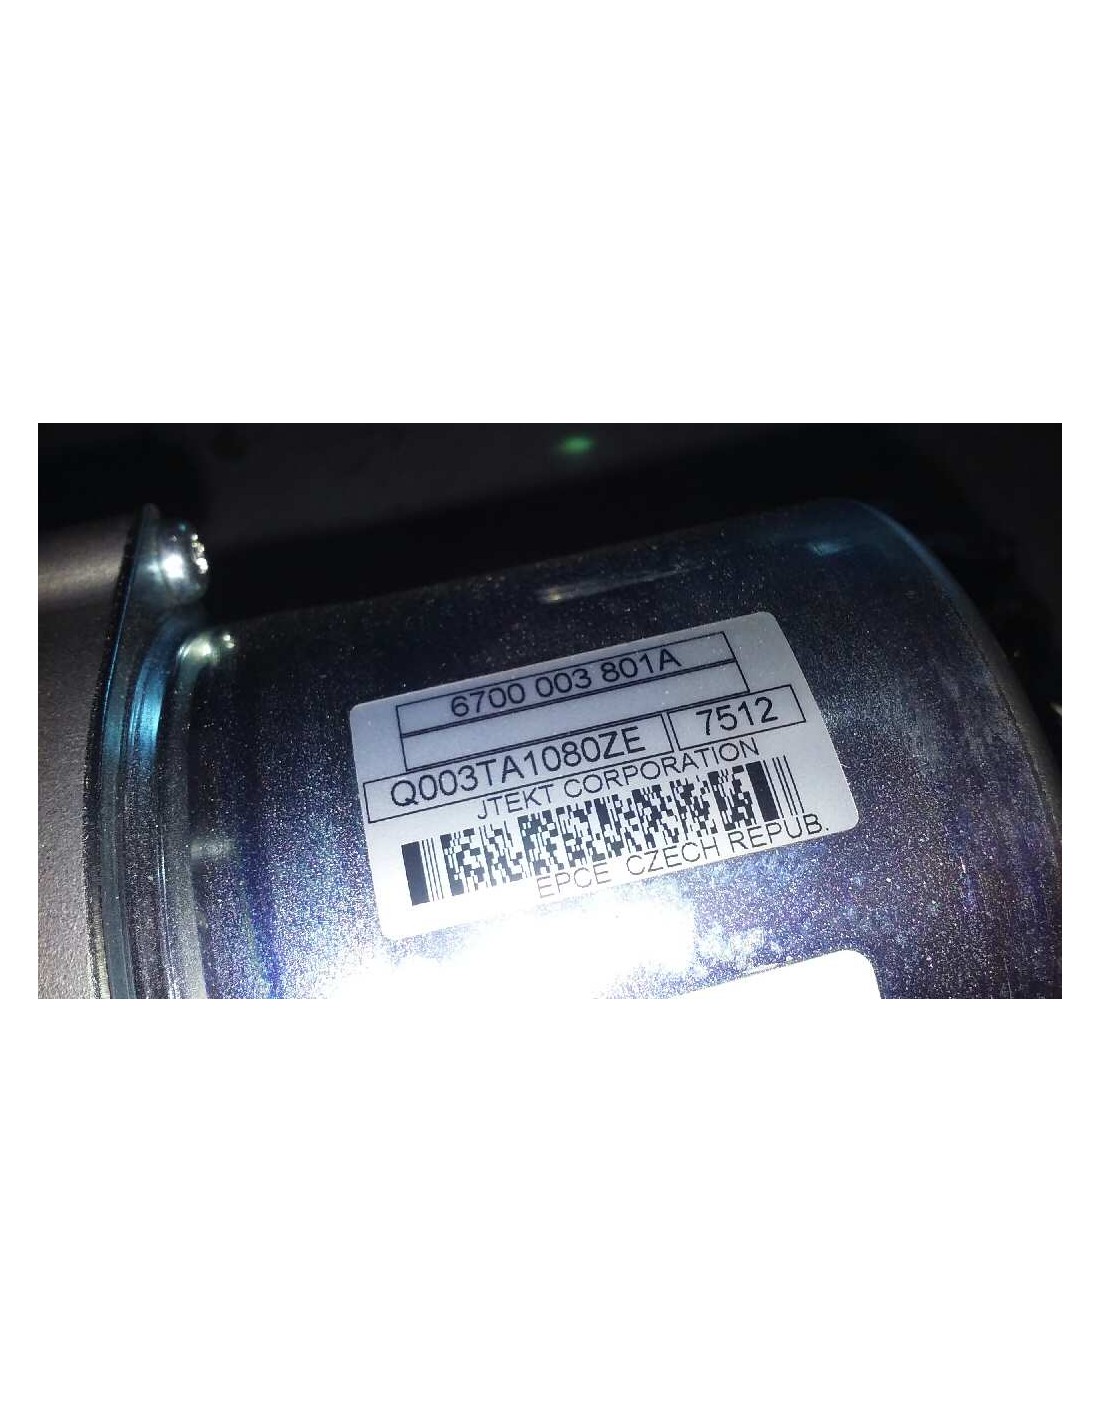 6700 003 801A
Q003TA1080ZE 7512
JTEKT CORPORATION
EPCE CZECH REPUB.